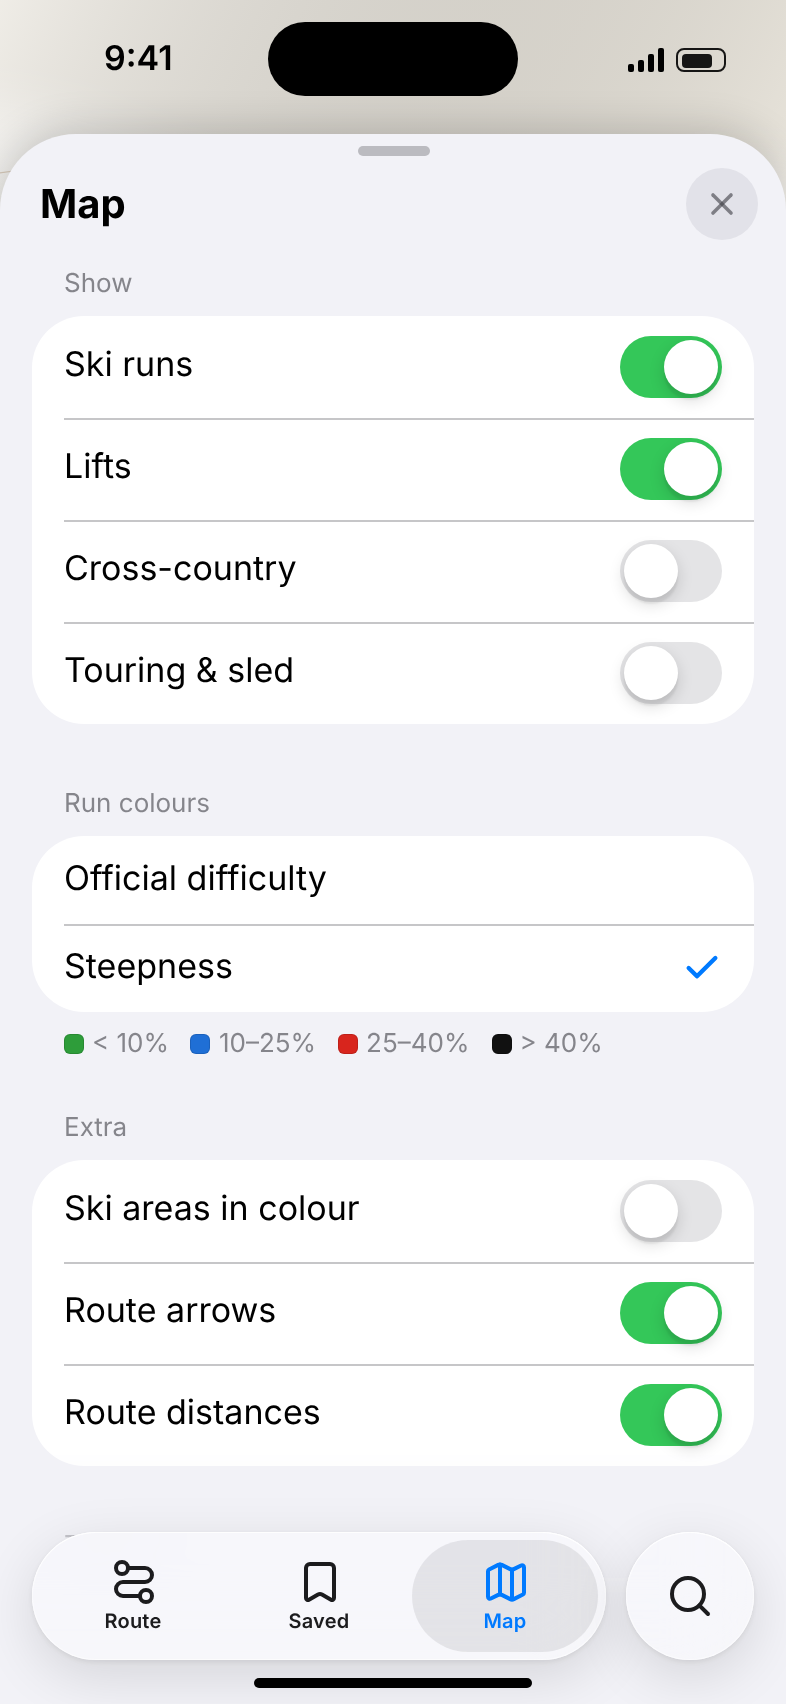 9:41
Map
Show
Ski runs
Lifts
Cross-country
Touring & sled
Run colours
Official difficulty
Steepness
< 10% 10–25% 25–40% > 40%
Extra
Ski areas in colour
Route arrows
Route distances
Route Saved Map